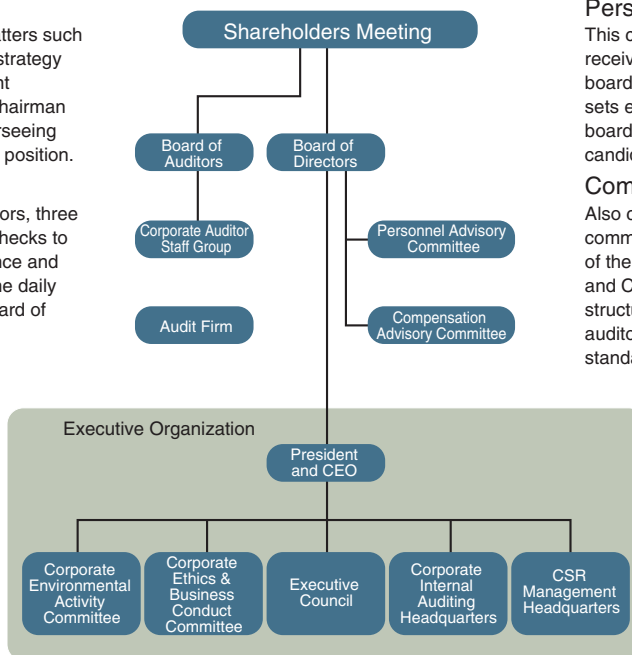 atters such
strategy
nt
hairman
rseeing
position.
ors, three
hecks to
nce and
he daily
ard of
Shareholders Meeting
Board of
Auditors
Board of
Directors
Corporate Auditor
Staff Group
Personnel Advisory
Committee
Audit Firm
Compensation
Advisory Committee
Executive Organization
President
and CEO
Corporate
Environmental
Activity
Committee
Corporate
Ethics &
Business
Conduct
Committee
Executive
Council
Corporate
Internal
Auditing
Headquarters
CSR
Management
Headquarters
Pers
This c
receiv
board
sets e
board
candid
Com
Also c
comm
of the
and C
structu
audito
standa